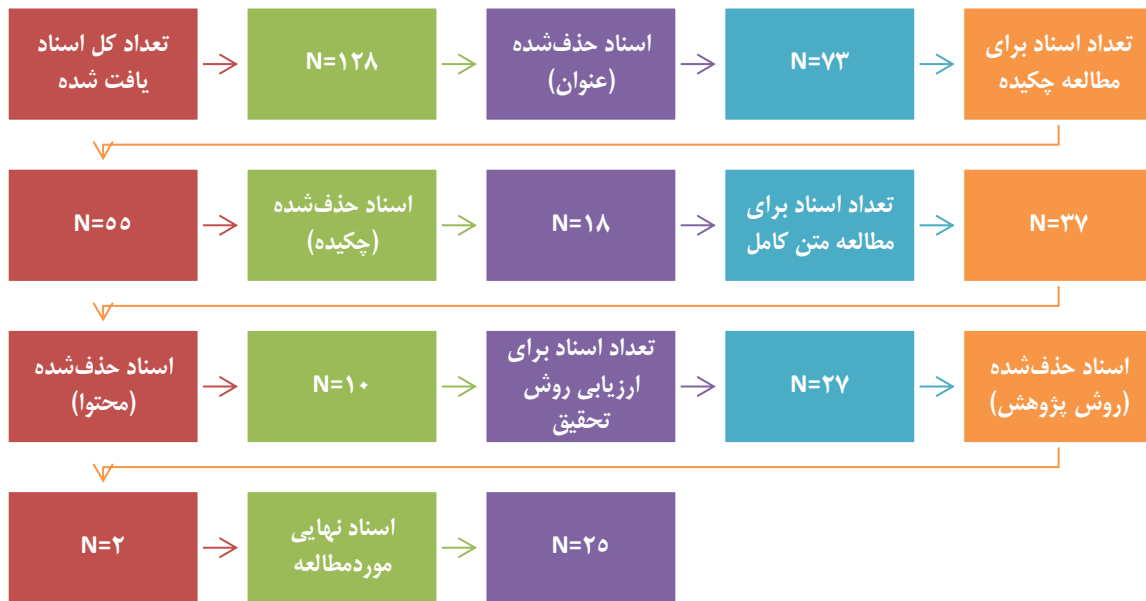 تعداد کل اسناد
یافت شده
N=۱۲۸
اسناد حذف‌شده
(عنوان)
N=۷۳
تعداد اسناد برای
مطالعه چکیده
N=۵۵
اسناد حذف‌شده
(چکیده)
N=۱۸
تعداد اسناد برای
مطالعه متن کامل
N=۳۷
اسناد حذف‌شده
(محتوا)
N=۱۰
تعداد اسناد برای
ارزیابی روش
تحقیق
N=۲۷
اسناد حذف‌شده
(روش پژوهش)
N=۲
اسناد نهایی
موردمطالعه
N=۲۵